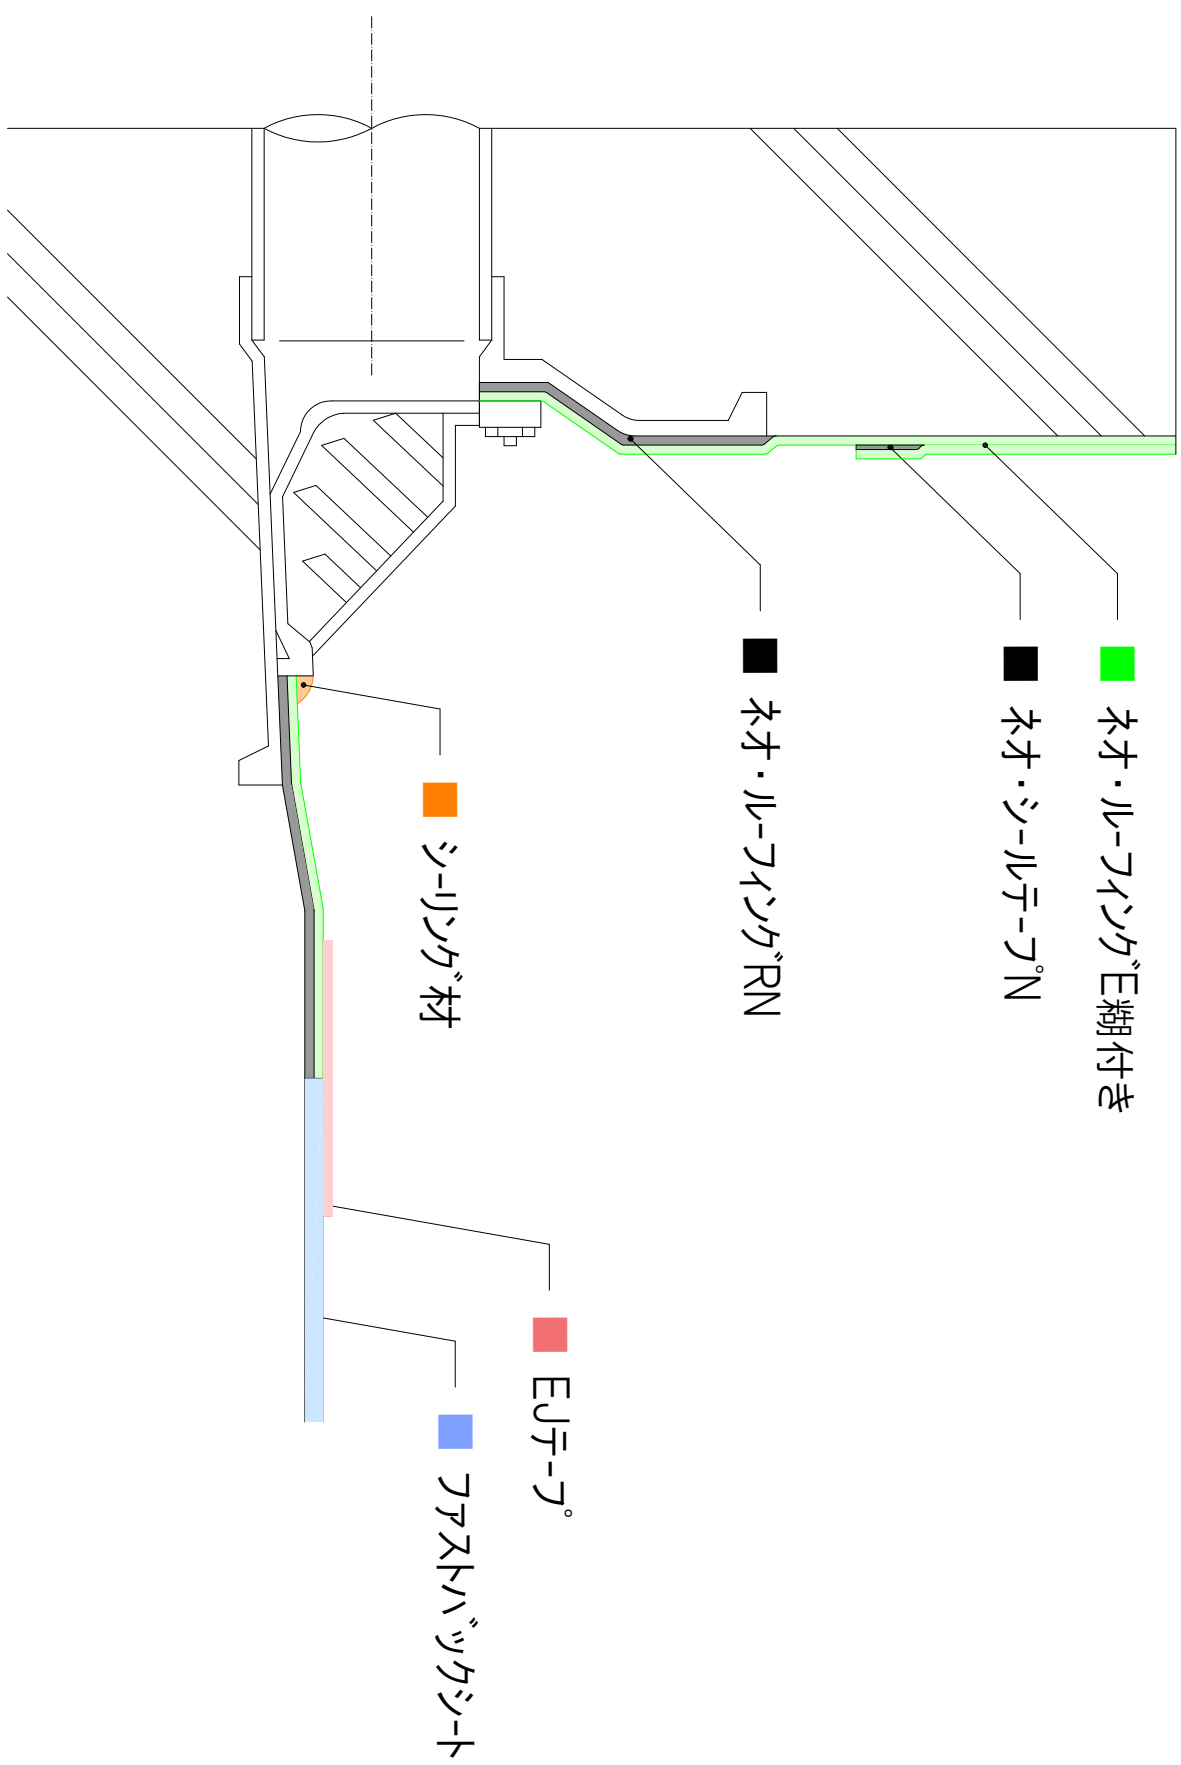 ネオ・ルーフィングE糊付き
ネオ・シールテープN
ネオ・ルーフィングRN
シーリング材
EJテープ
ファストバックシート